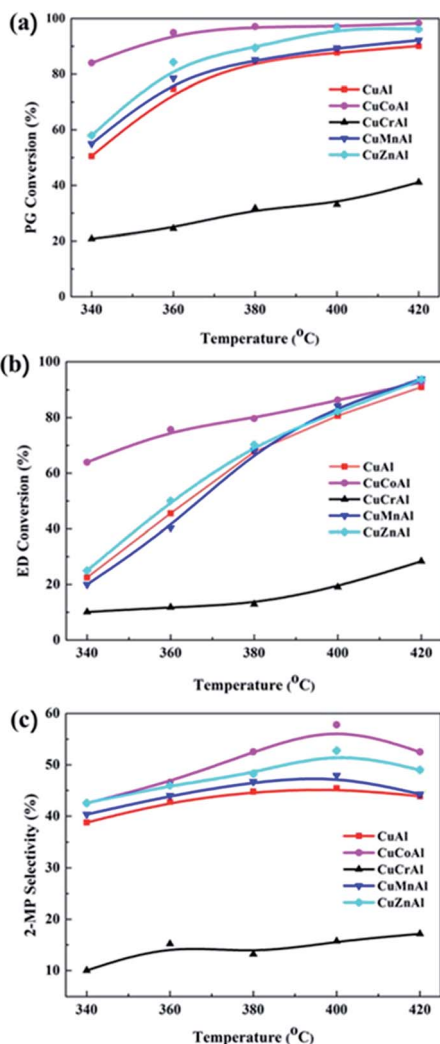 (a)
PG Conversion (%)
100
80
60
40
20
0
CuAl
CuCoAl
CuCrAl
CuMnAl
CuZnAl
340 360 380 400 420
Temperature (°C)
(b)
ED Conversion (%)
100
80
60
40
20
0
CuAl
CuCoAl
CuCrAl
CuMnAl
CuZnAl
340 360 380 400 420
Temperature (°C)
(c)
2-MP Selectivity (%)
60
50
40
30
20
10
CuAl
CuCoAl
CuCrAl
CuMnAl
CuZnAl
340 360 380 400 420
Temperature (°C)